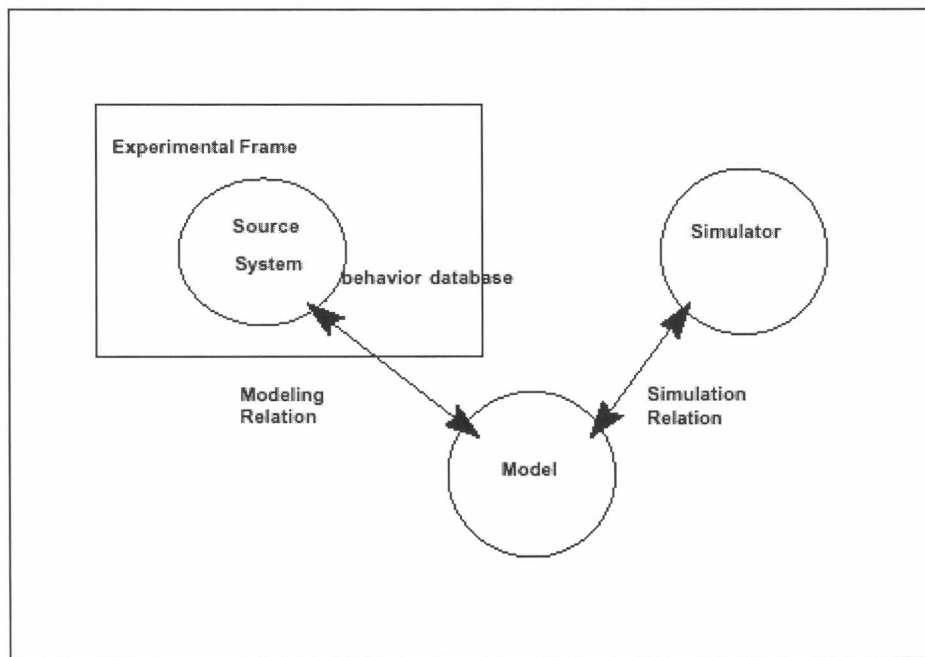 Experimental Frame
Source
System
behavior database
Simulator
Modeling
Relation
Simulation
Relation
Model